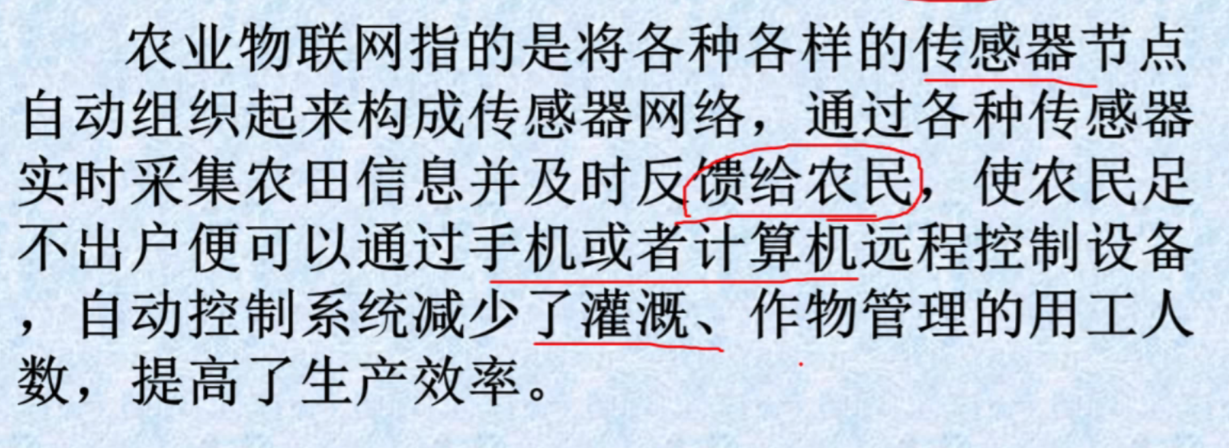 农业物联网指的是将各种各样的传感器节点
自动组织起来构成传感器网络，通过各种传感器
实时采集农田信息并及时反馈给农民，使农民足
不出户便可以通过手机或者计算机远程控制设备
，自动控制系统减少了灌溉、作物管理的用工人
数，提高了生产效率。